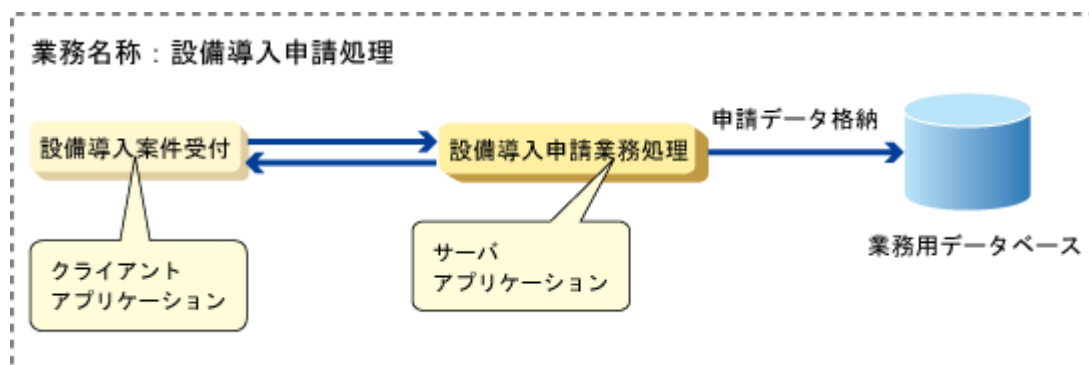 業務名称：設備導入申請処理
設備導入案件受付
設備導入申請業務処理
申請データ格納
業務用データベース
クライアント
アプリケーション
サーバ
アプリケーション